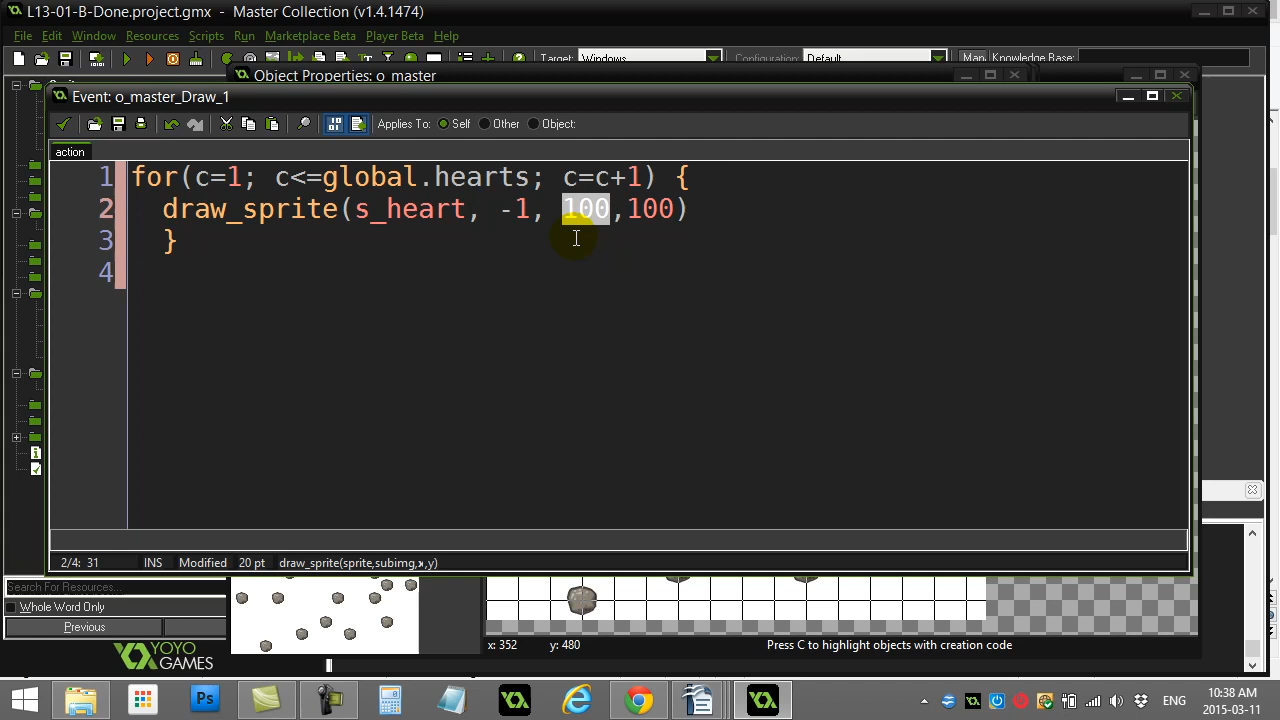 L13-01-B-Done.project.gmx - Master Collection (v1.4.1474)
File Edit Window Resources Scripts Run Marketplace Beta Player Beta Help
Target: Windows Configuration: Default Knowledge Base:
Object Properties: o_master
Event: o_master_Draw_1
Applies To: Self Other Object:
action
1 for(c=1; c<=global.hearts; c=c+1) {
2 draw_sprite(s_heart, -1, 100,100)
3 }
4
2/4: 31 INS Modified 20 pt draw_sprite(sprite,subimg,x,y)
Search For Resources...
Whole Word Only
Previous
x: 352 y: 480 Press C to highlight objects with creation code
YOYO
GAMES
Ps ENG 10:38 AM
2015-03-11